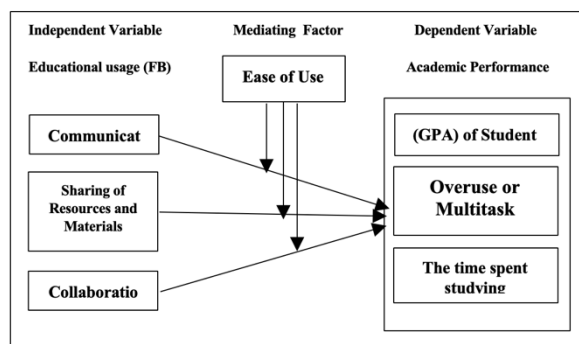 Independent Variable
Educational usage (FB)
Mediating Factor
Ease of Use
Dependent Variable
Academic Performance
Communicat
Sharing of
Resources and
Materials
Collaboratio
(GPA) of Student
Overuse or
Multitask
The time spent
studying